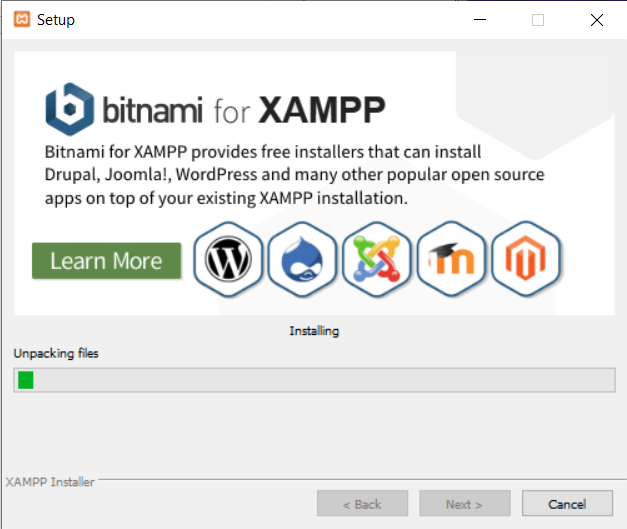 Setup
bitnami for XAMPP
Bitnami for XAMPP provides free installers that can install
Drupal, Joomla!, WordPress and many other popular open source
apps on top of your existing XAMPP installation.
Learn More
Installing
Unpacking files
XAMPP Installer
< Back
Next >
Cancel